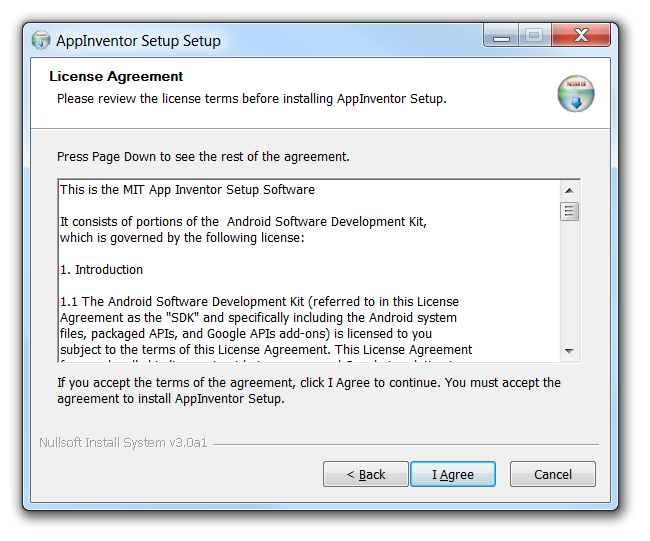 AppInventor Setup Setup
License Agreement
Please review the license terms before installing AppInventor Setup.
Press Page Down to see the rest of the agreement.
This is the MIT App Inventor Setup Software
It consists of portions of the  Android Software Development Kit,
which is governed by the following license:
1. Introduction
1.1 The Android Software Development Kit (referred to in this License
Agreement as the "SDK" and specifically including the Android system
files, packaged APIs, and Google APIs add-ons) is licensed to you
subject to the terms of this License Agreement. This License Agreement
If you accept the terms of the agreement, click I Agree to continue. You must accept the
agreement to install AppInventor Setup.
Nullsoft Install System v3.0a1
< Back
I Agree
Cancel